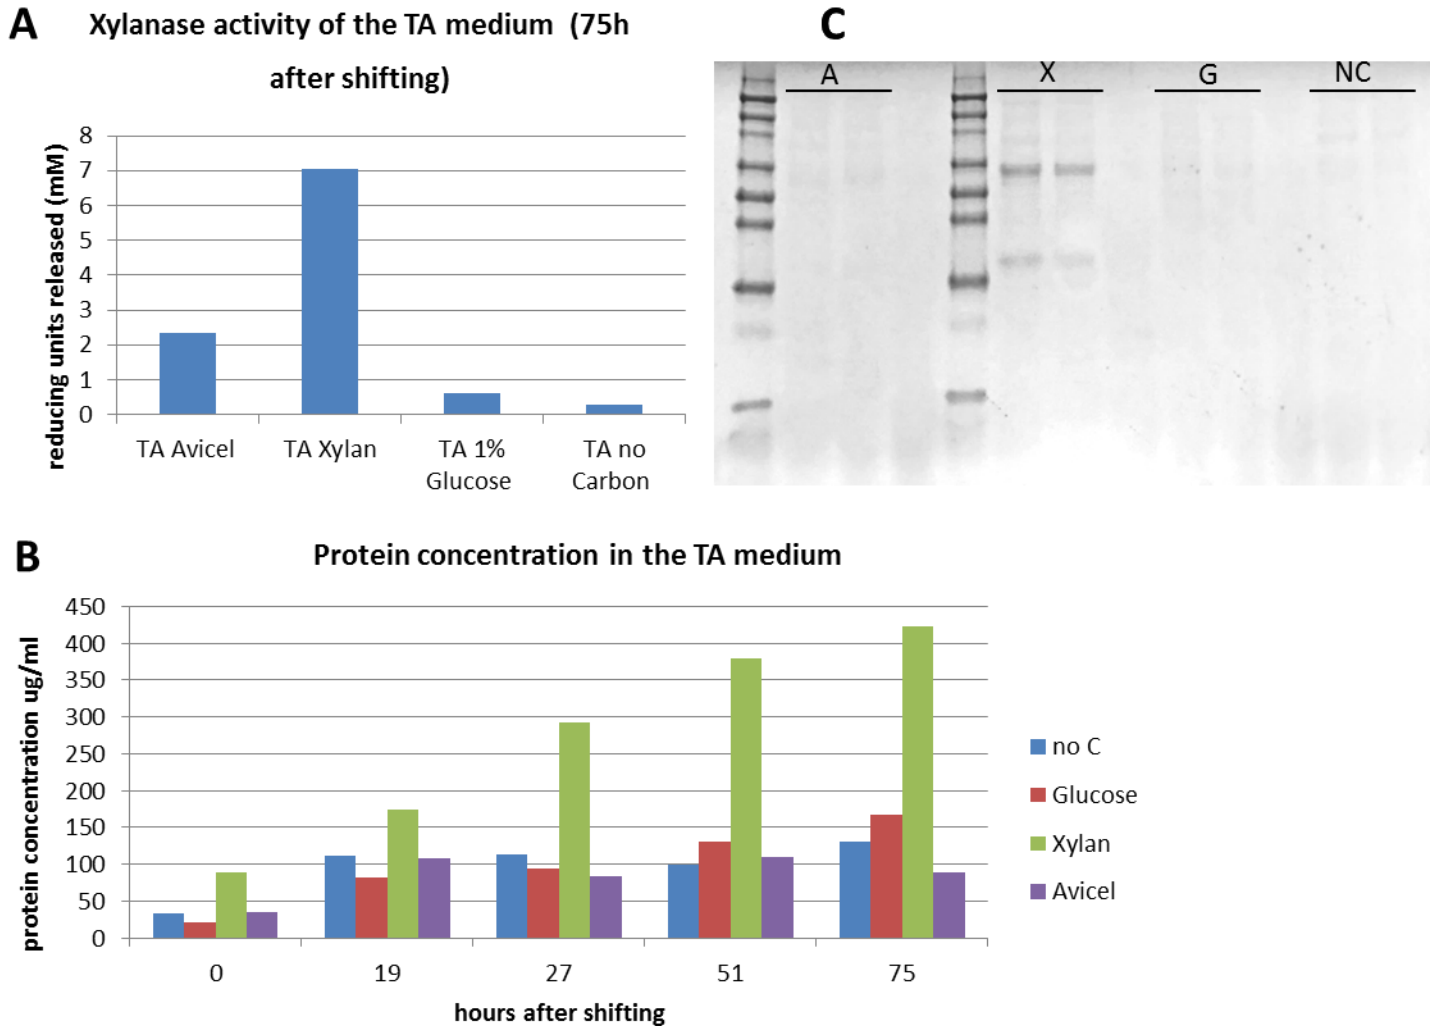 A
Xylanase activity of the TA medium (75h
after shifting)
reducing units released (mM)
8
7
6
5
4
3
2
1
0
TA Avicel
TA Xylan
TA 1%
Glucose
TA no
Carbon
C
A
X
G
NC
B
Protein concentration in the TA medium
protein concentration ug/ml
450
400
350
300
250
200
150
100
50
0
0
19
27
51
75
hours after shifting
no C
Glucose
Xylan
Avicel